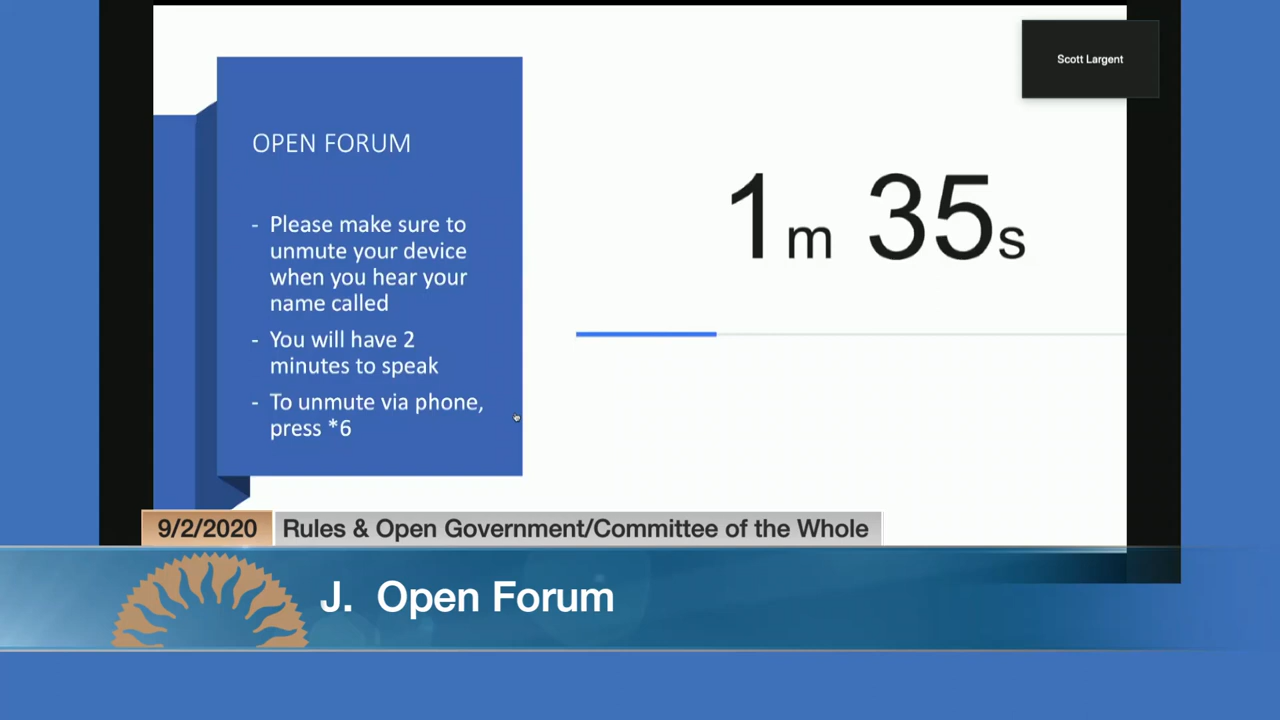 Scott Largent
OPEN FORUM
- Please make sure to
unmute your device
when you hear your
name called
- You will have 2
minutes to speak
- To unmute via phone,
press *6
1m 35s
9/2/2020 Rules & Open Government/Committee of the Whole
J. Open Forum